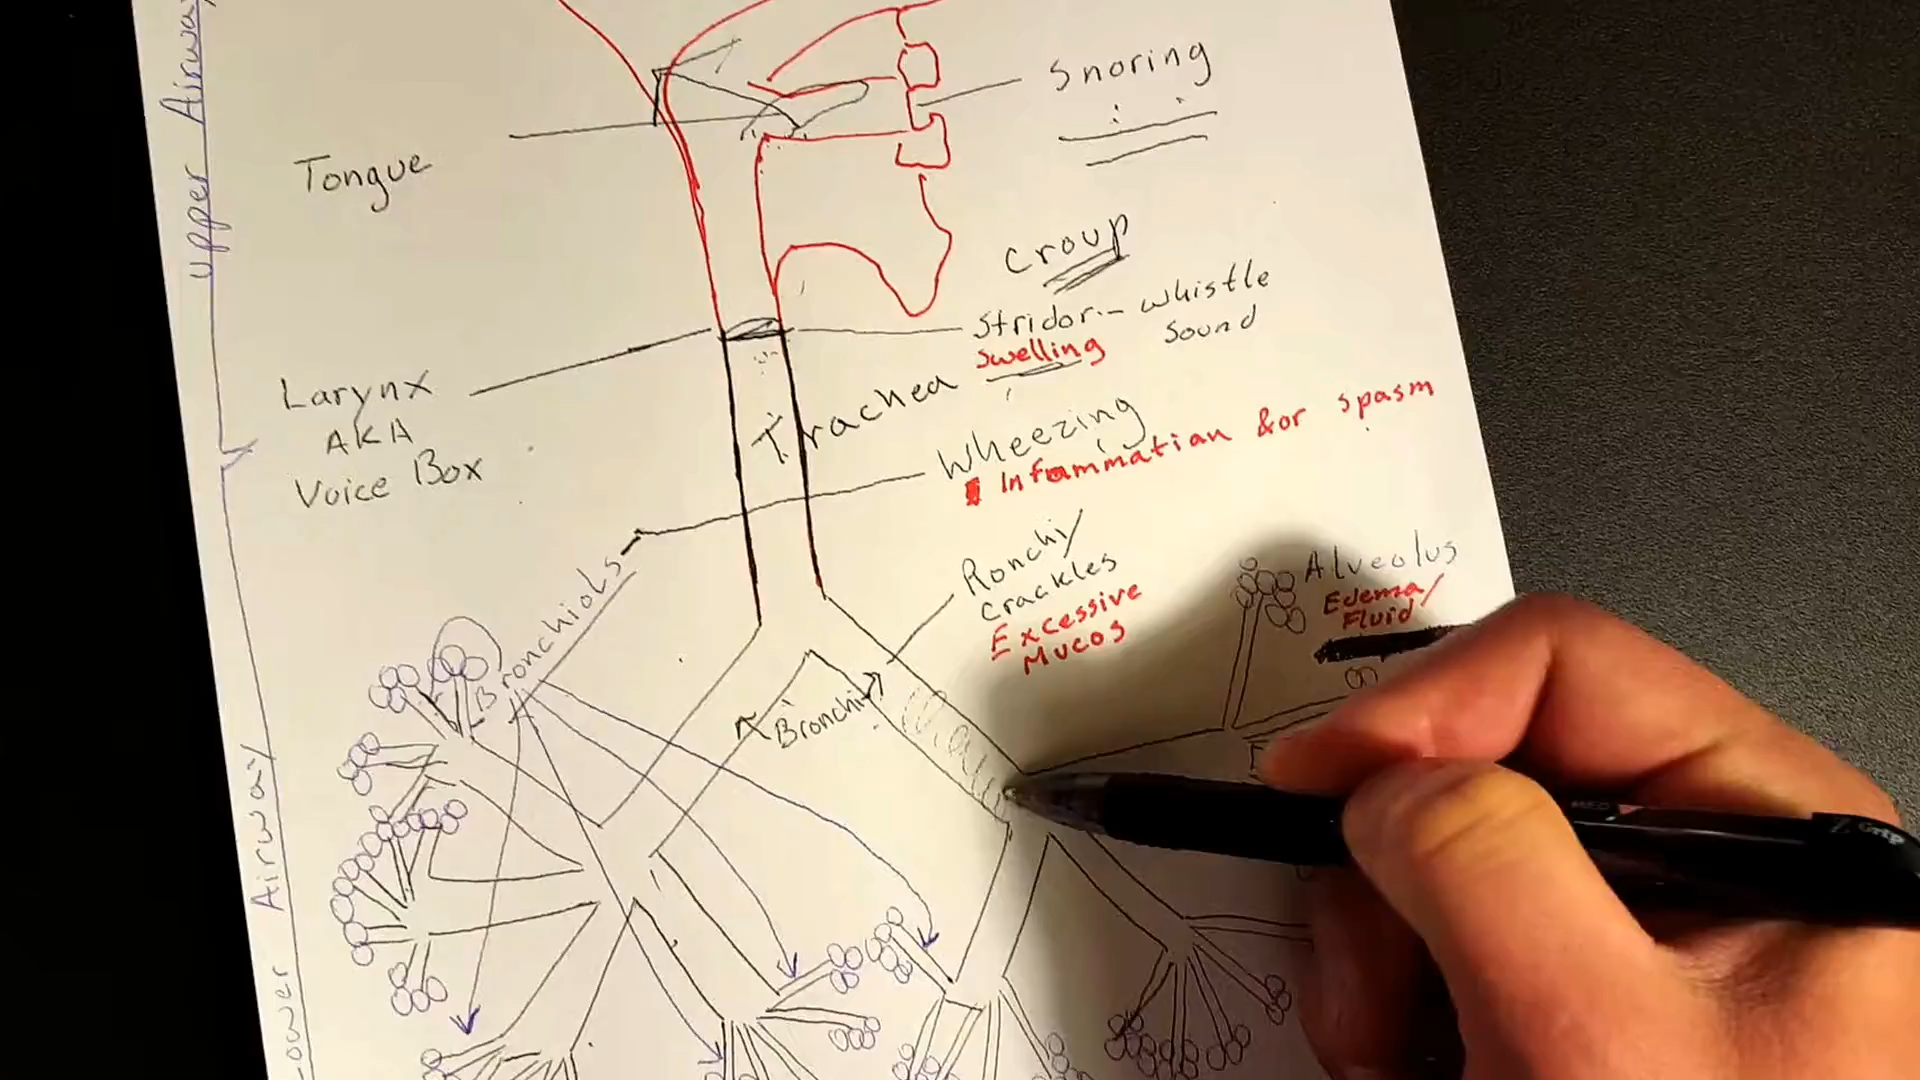 Upper Airway
Snoring
Tongue
Croup
Stridor - whistle
Sound
Swelling
Larynx
AKA
Voice Box
Trachea
Wheezing
Infammatian &or spasm
Ronchi/
Crackles
Excessive
Mucos
Alveolus
Edema/
Fluid
Bronchiols
Bronchi
Lower Airway